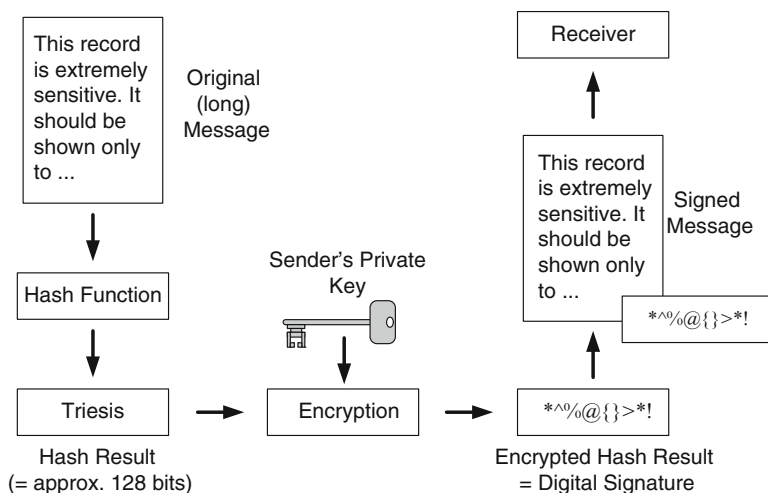 This record
is extremely
sensitive. It
should be
shown only
to ...
Original
(long)
Message
Hash Function
Triesis
Hash Result
(= approx. 128 bits)
Sender's Private
Key
Encryption
*^%@{}>*!
Encrypted Hash Result
= Digital Signature
This record
is extremely
sensitive. It
should be
shown only
to ...
*^%@{}>*!
Signed
Message
Receiver